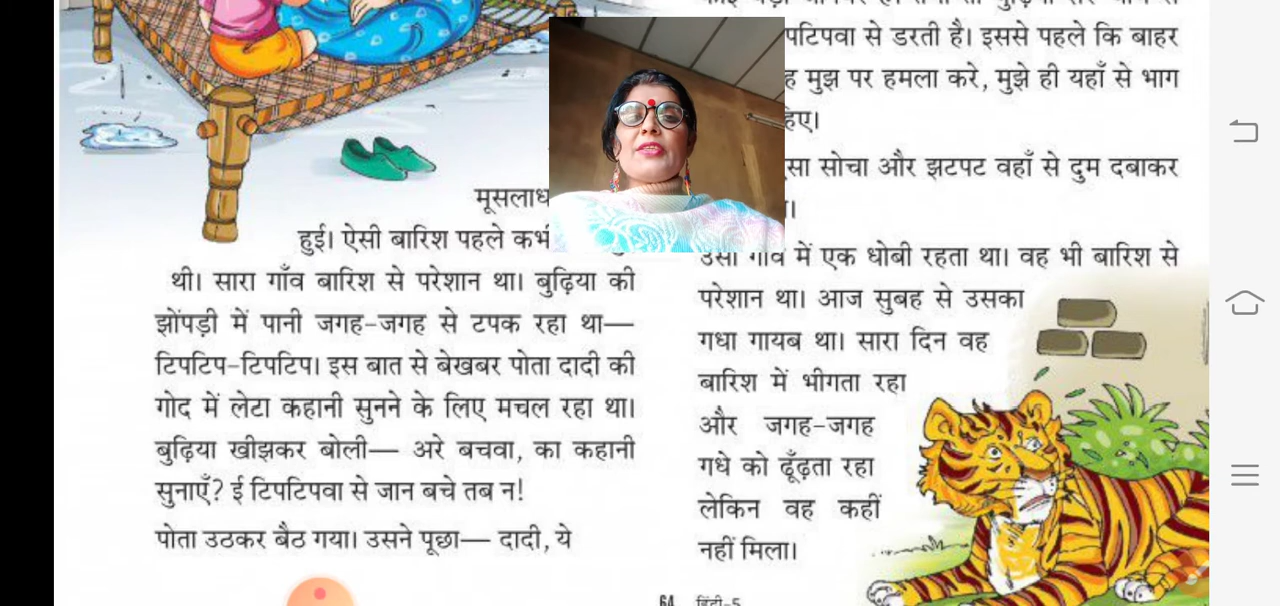 मूसलाध
हुई। ऐसी बारिश पहले कभी
थी। सारा गाँव बारिश से परेशान था। बुढ़िया की
झोंपड़ी में पानी जगह-जगह से टपक रहा था—
टिपटिप-टिपटिप। इस बात से बेखबर पोता दादी की
गोद में लेटा कहानी सुनने के लिए मचल रहा था।
बुढ़िया खीझकर बोली— अरे बचवा, का कहानी
सुनाएँ? ई टिपटिपवा से जान बचे तब न!
पोता उठकर बैठ गया। उसने पूछा— दादी, ये
पटिपवा से डरती है। इससे पहले कि बाहर
ह मुझ पर हमला करे, मुझे ही यहाँ से भाग
हिए।
सा सोचा और झटपट वहाँ से दुम दबाकर
उसी गाँव में एक धोबी रहता था। वह भी बारिश से
परेशान था। आज सुबह से उसका
गधा गायब था। सारा दिन वह
बारिश में भीगता रहा
और जगह-जगह
गधे को ढूँढ़ता रहा
लेकिन वह कहीं
नहीं मिला।
64 हिंदी-5